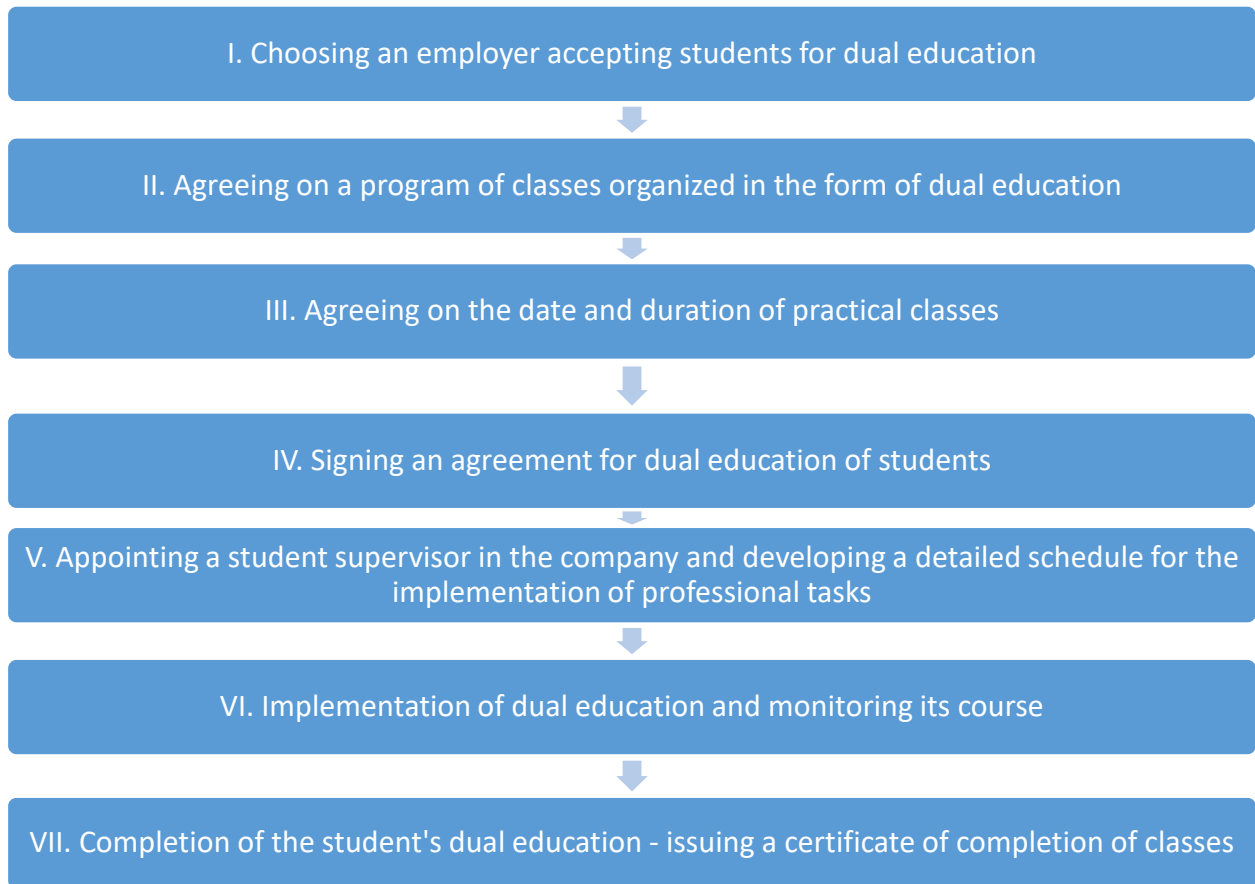 I. Choosing an employer accepting students for dual education
II. Agreeing on a program of classes organized in the form of dual education
III. Agreeing on the date and duration of practical classes
IV. Signing an agreement for dual education of students
V. Appointing a student supervisor in the company and developing a detailed schedule for the
implementation of professional tasks
VI. Implementation of dual education and monitoring its course
VII. Completion of the student's dual education - issuing a certificate of completion of classes